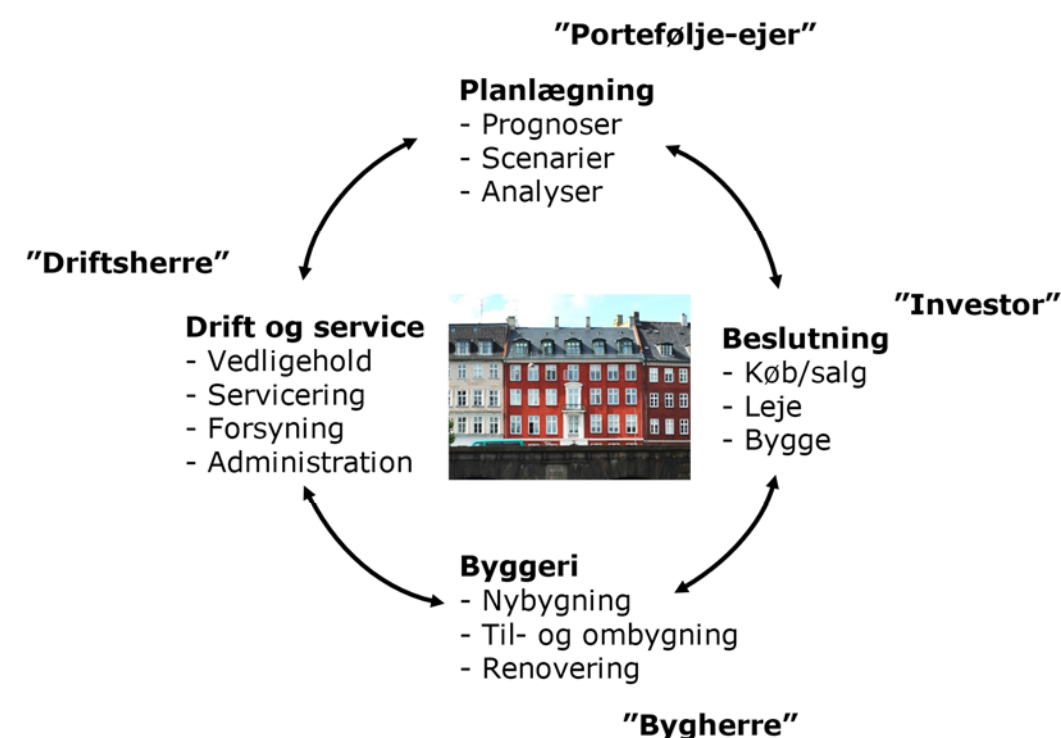 ”Portefølje-ejer”
Planlægning
- Prognoser
- Scenarier
- Analyser
”Driftsherre”
Drift og service
- Vedligehold
- Servicering
- Forsyning
- Administration
”Investor”
Beslutning
- Køb/salg
- Leje
- Bygge
Byggeri
- Nybygning
- Til- og ombygning
- Renovering
”Bygherre”